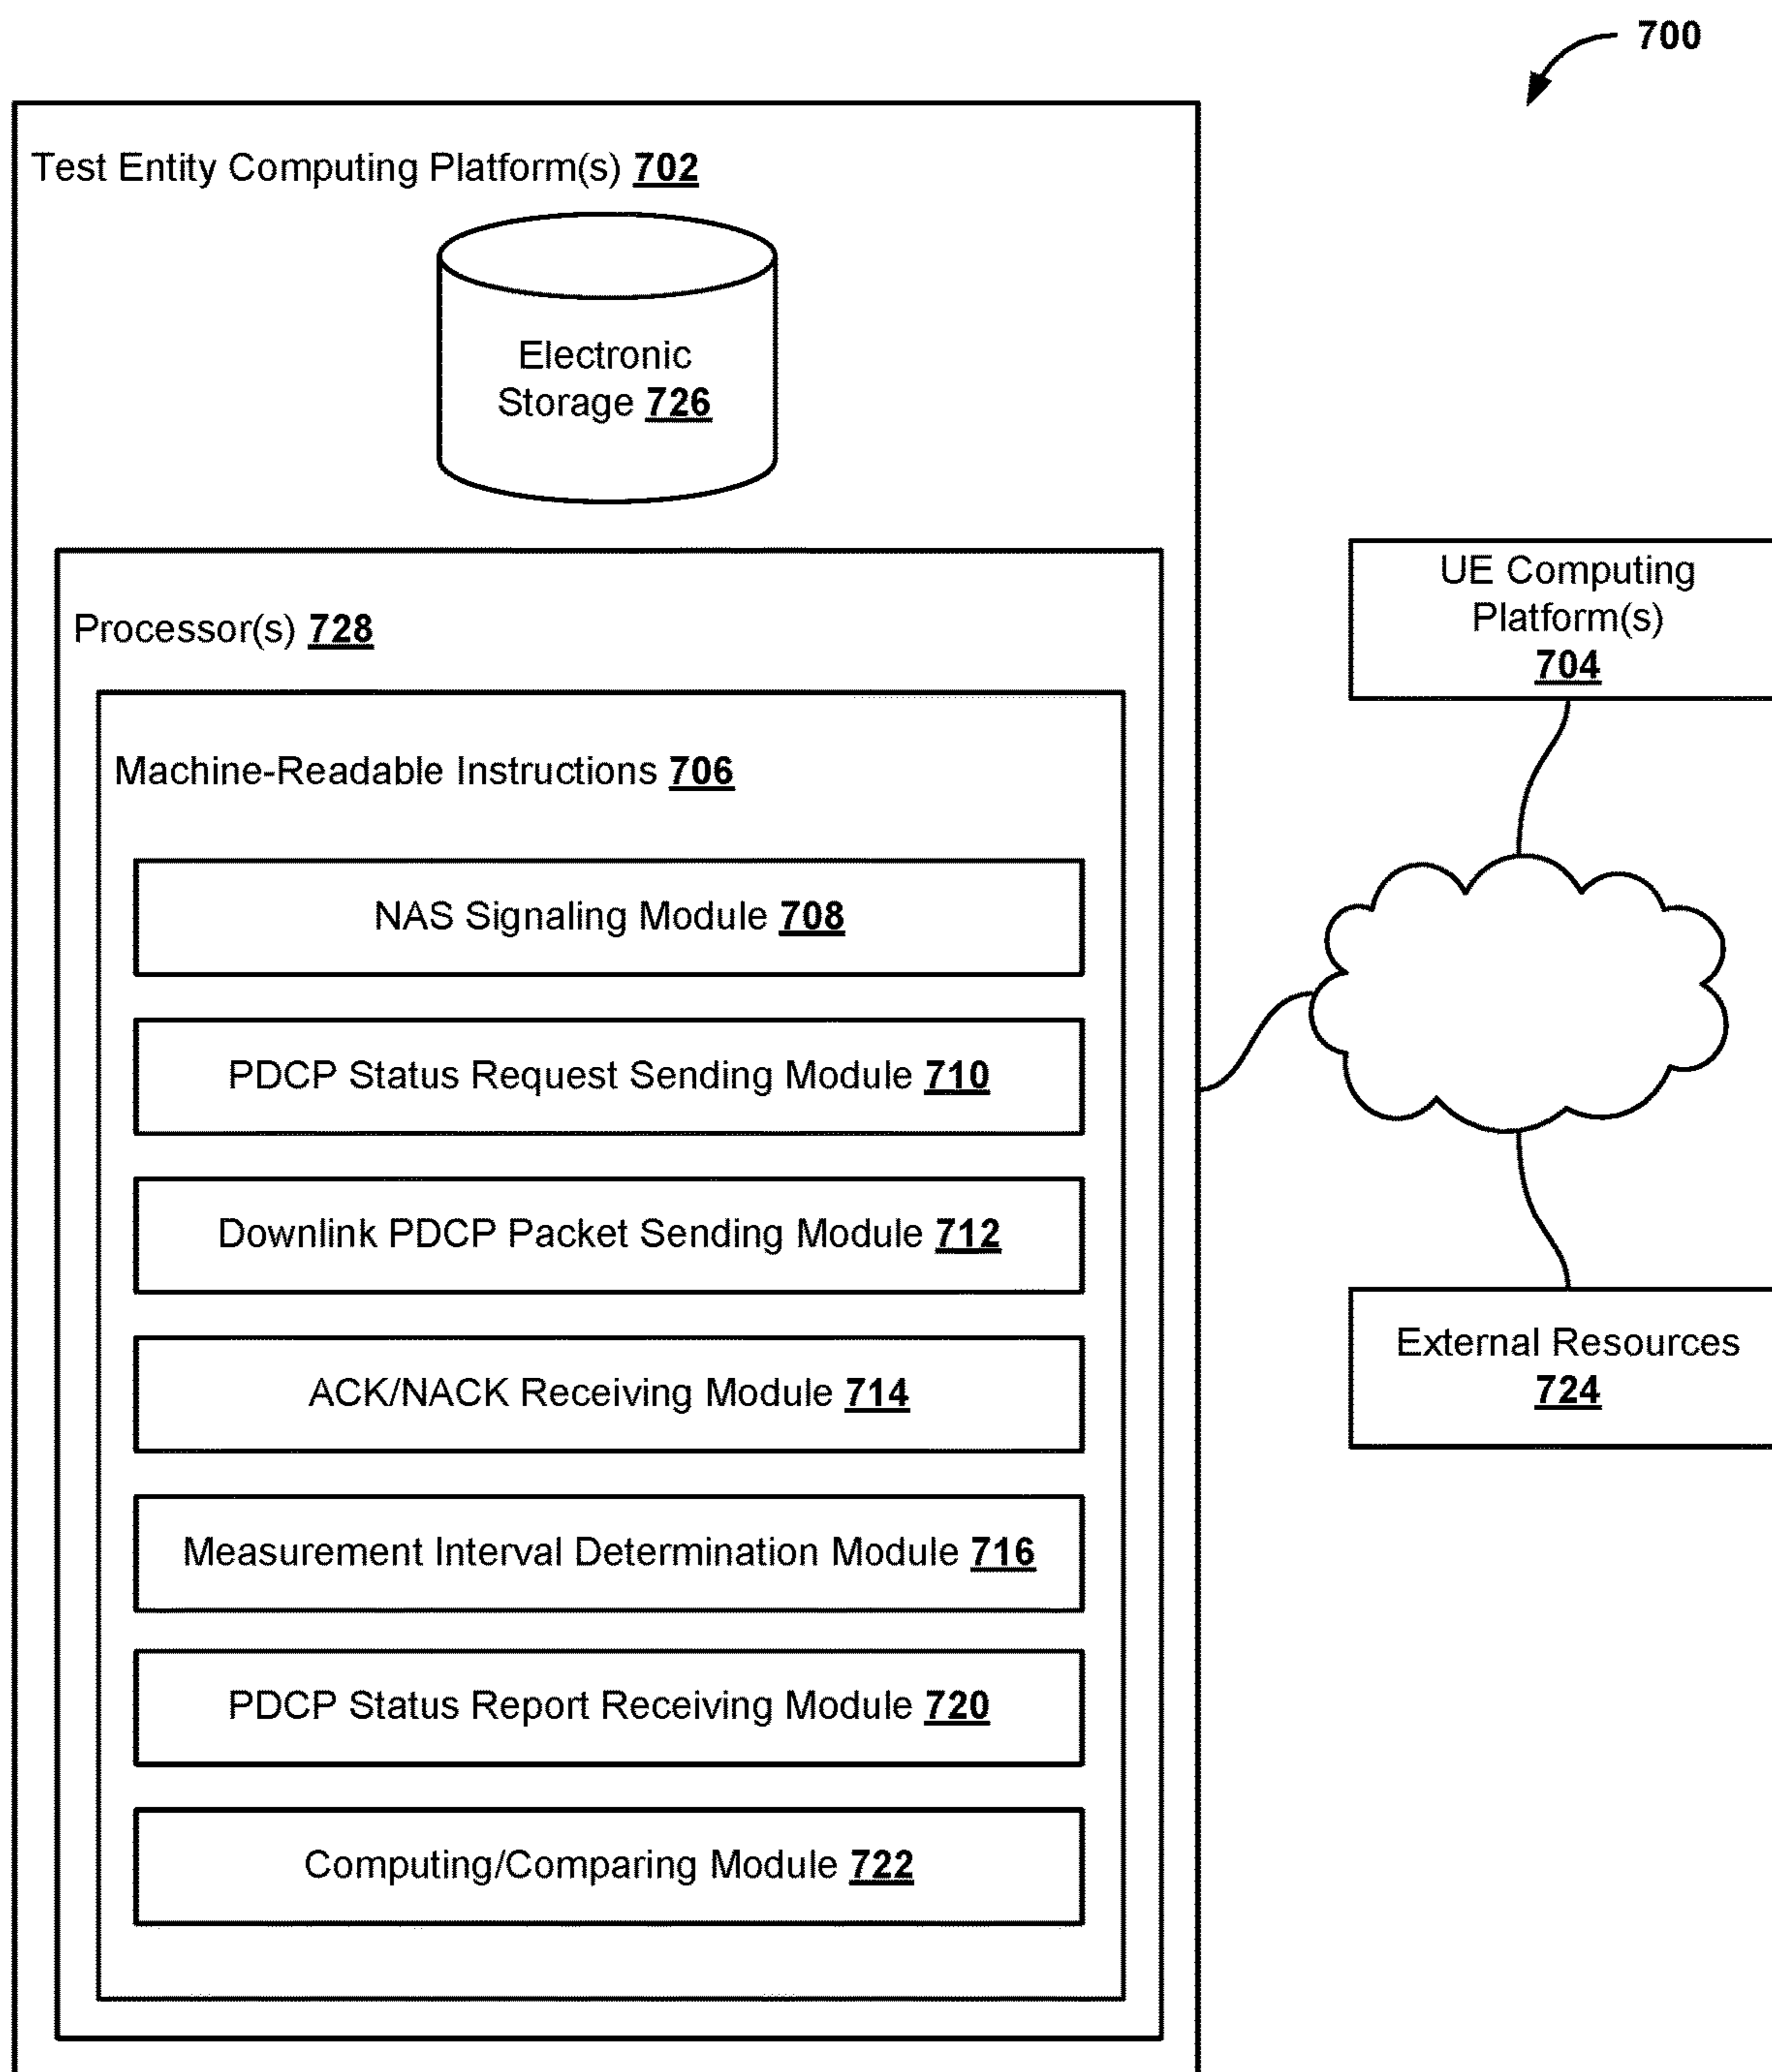 700
Test Entity Computing Platform(s) 702
Electronic
Storage 726
Processor(s) 728
Machine-Readable Instructions 706
NAS Signaling Module 708
PDCP Status Request Sending Module 710
Downlink PDCP Packet Sending Module 712
ACK/NACK Receiving Module 714
Measurement Interval Determination Module 716
PDCP Status Report Receiving Module 720
Computing/Comparing Module 722
UE Computing
Platform(s)
704
External Resources
724